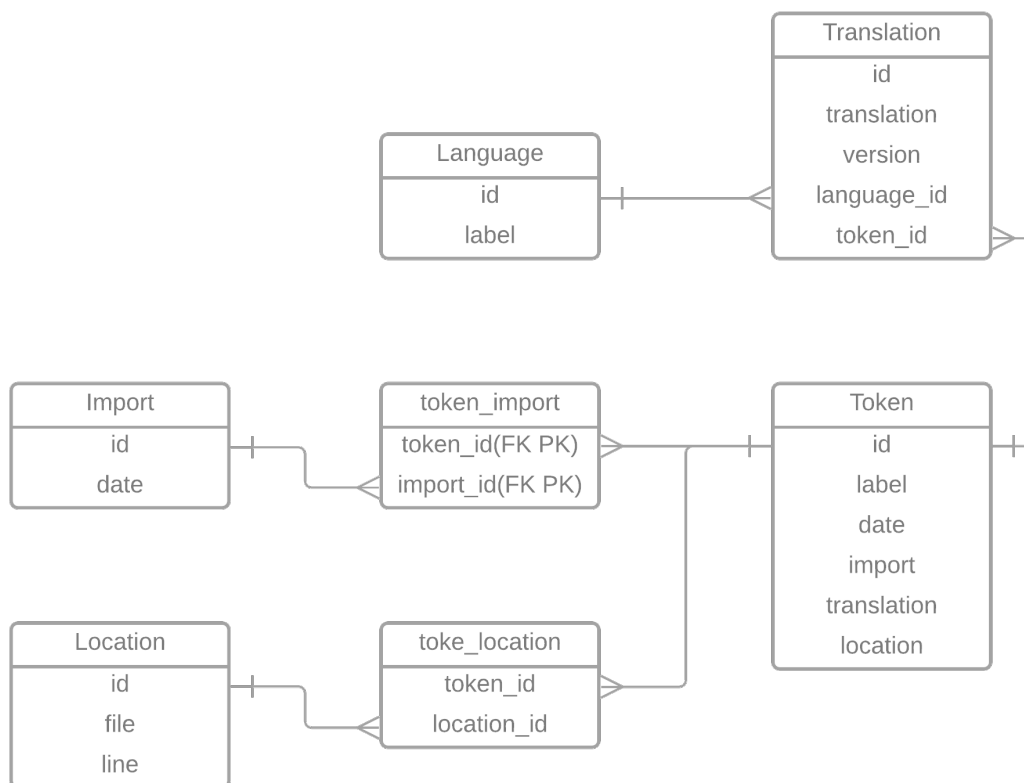 Translation
id
translation
version
language_id
token_id
Language
id
label
Import
id
date
token_import
token_id(FK PK)
import_id(FK PK)
Token
id
label
date
import
translation
location
Location
id
file
line
toke_location
token_id
location_id